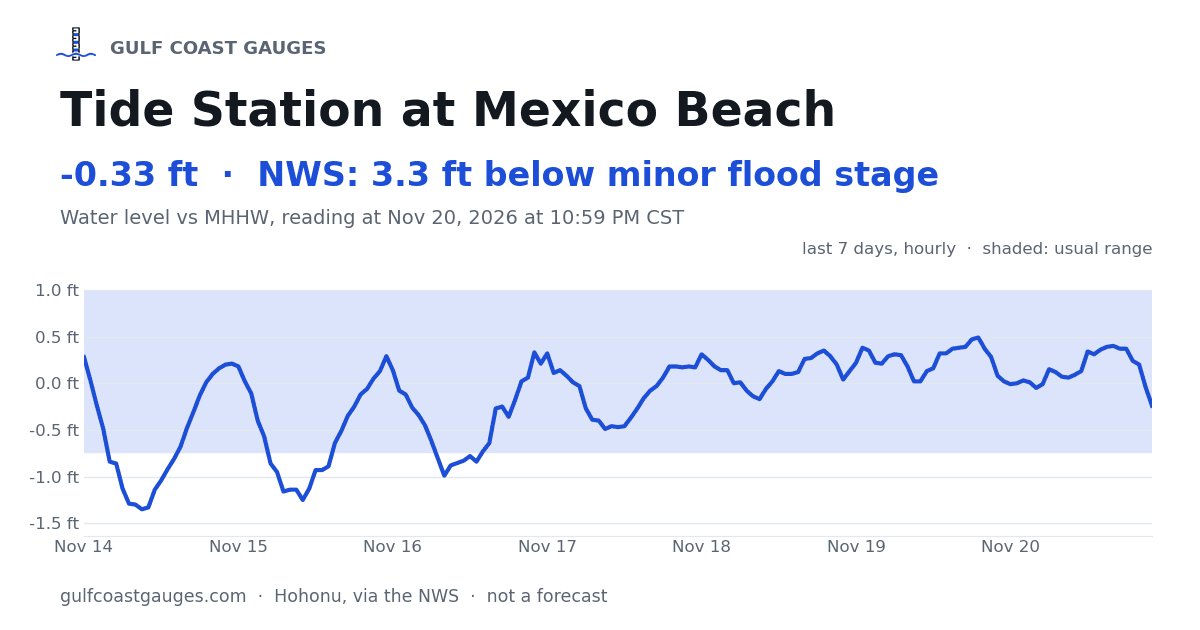 GULF COAST GAUGES
Tide Station at Mexico Beach
-0.33 ft · NWS: 3.3 ft below minor flood stage
Water level vs MHHW, reading at Nov 20, 2026 at 10:59 PM CST
last 7 days, hourly · shaded: usual range
1.0 ft
0.5 ft
0.0 ft
-0.5 ft
-1.0 ft
-1.5 ft
Nov 14 Nov 15 Nov 16 Nov 17 Nov 18 Nov 19 Nov 20
gulfcoastgauges.com · Hohonu, via the NWS · not a forecast